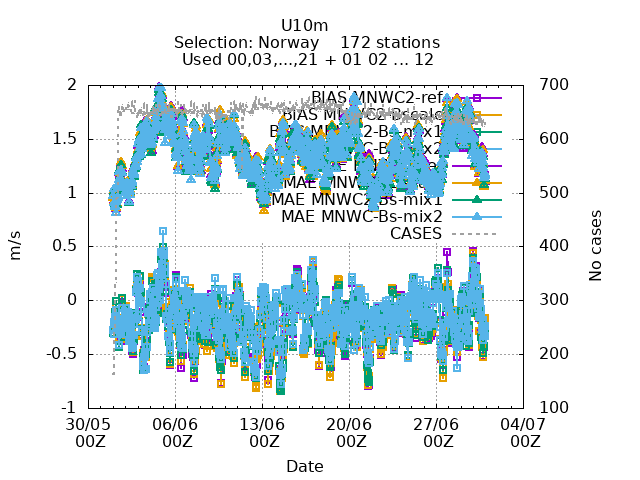 U10m
Selection: Norway    172 stations
Used 00,03,...,21 + 01 02 ... 12
2
1.5
1
0.5
0
-0.5
-1
700
600
500
400
300
200
100
m/s
No cases
BIAS MNWC2-ref
BIAS MNWC2-Bscale
MAE MNWC2-Bs-mix1
MAE MNWC-Bs-mix2
CASES
30/05 00Z
06/06 00Z
13/06 00Z
20/06 00Z
27/06 00Z
04/07 00Z
Date